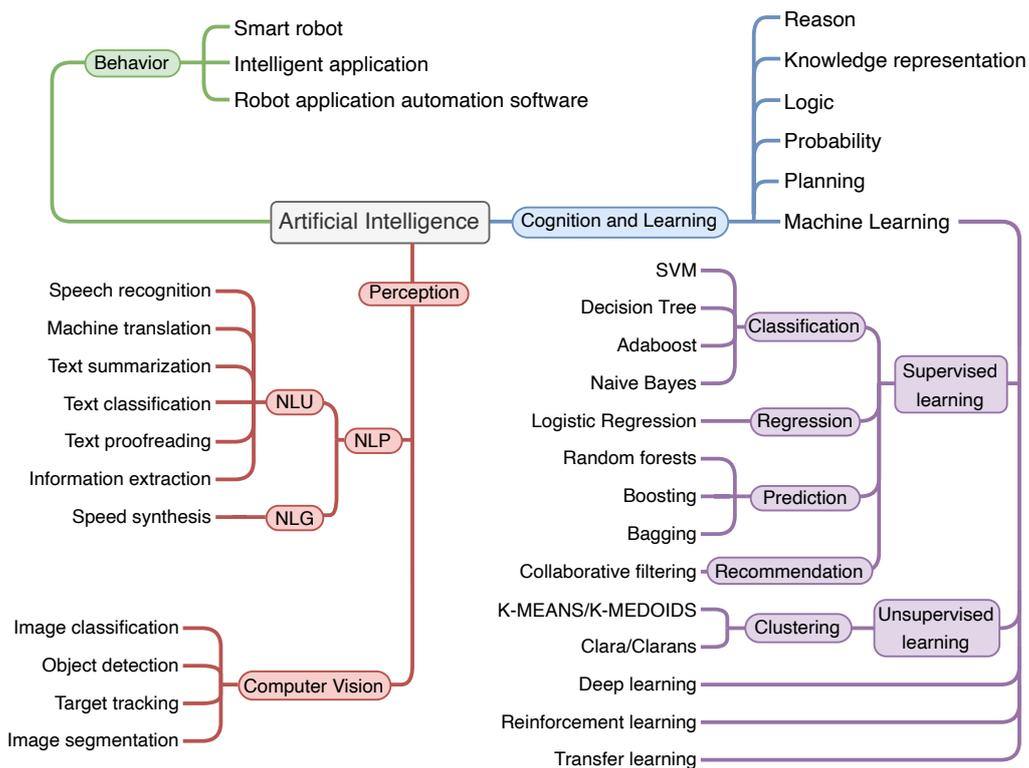 Behavior
Smart robot
Intelligent application
Robot application automation software
Artificial Intelligence
Cognition and Learning
Reason
Knowledge representation
Logic
Probability
Planning
Machine Learning
Perception
Speech recognition
Machine translation
Text summarization
Text classification
Text proofreading
Information extraction
NLU
NLP
Speed synthesis
NLG
Image classification
Object detection
Target tracking
Image segmentation
Computer Vision
SVM
Decision Tree
Adaboost
Naive Bayes
Classification
Supervised
learning
Logistic Regression
Regression
Random forests
Boosting
Bagging
Prediction
Collaborative filtering
Recommendation
K-MEANS/K-MEDOIDS
Clara/Clarans
Clustering
Unsupervised
learning
Deep learning
Reinforcement learning
Transfer learning